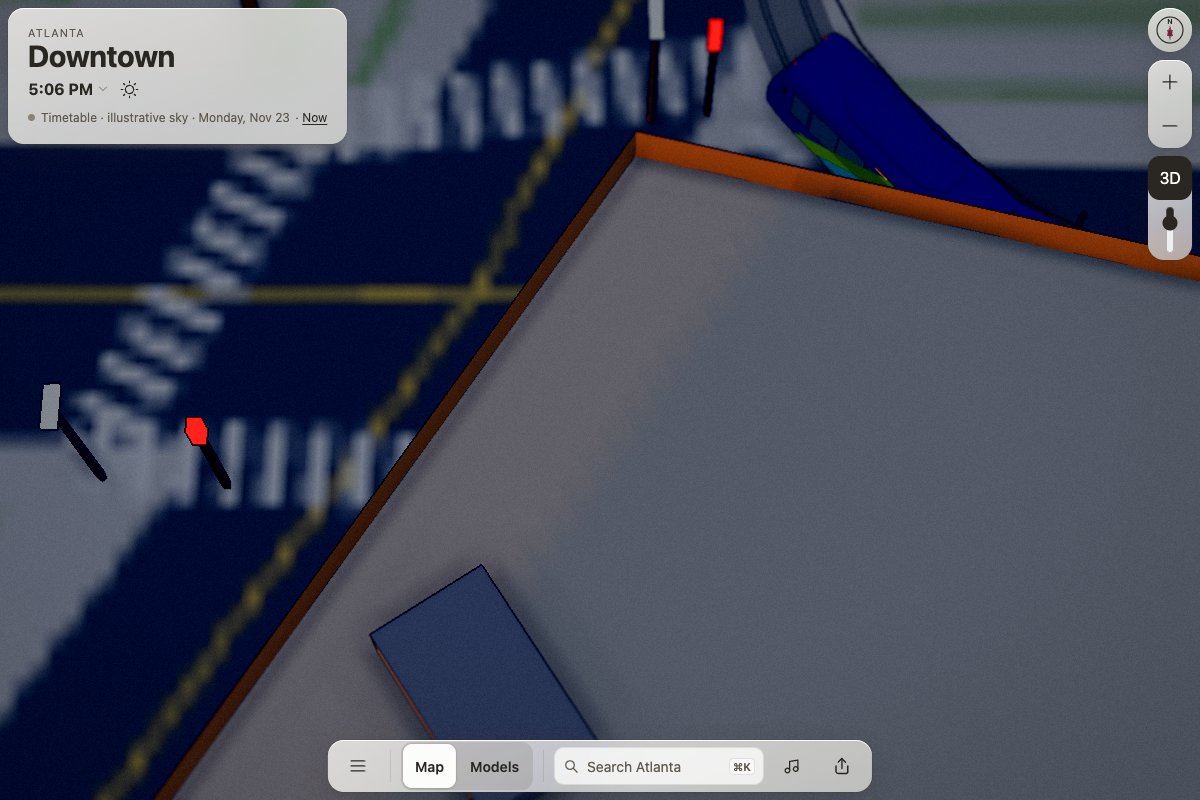 ATLANTA
Downtown
5:06 PM
Timetable · illustrative sky · Monday, Nov 23 · Now
N
3D
Map
Models
Search Atlanta
⌘K